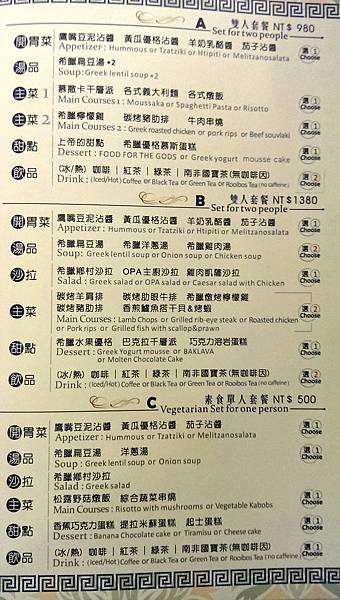 A 雙人套餐 NT$ 980
Set for two people
開胃菜 鷹嘴豆泥沾醬 黃瓜優格沾醬 羊奶乳酪醬 茄子沾醬 選1
Appetizer : Hummous or Tzatziki or Htipiti or Melitzanosalata Choose
湯品 希臘扁豆湯*2
Soup: Greek lentil soup *2
主菜1 慕撒卡千層派 各式義大利麵 各式燉飯 選1
Main Courses 1 : Moussaka or Spaghetti Pasta or Risotto Choose
主菜2 希臘檸檬雞 碳烤豬肋排 牛肉串燒 選1
Main Courses 2 : Greek roasted chicken or pork rips or Beef souvlaki Choose
甜點 上帝的甜點 希臘優格慕斯蛋糕 選1
Dessert : FOOD FOR THE GODS or Greek yogurt mousse cake Choose
飲品 (冰/熱) 咖啡 | 紅茶 | 綠茶 | 南非國寶茶(無咖啡因) 選2
Drink : (Iced/Hot) Coffee or Black Tea or Green Tea or Rooibos Tea (no caffeine) Choose
B 雙人套餐 NT$1380
Set for two people
開胃菜 鷹嘴豆泥沾醬 黃瓜優格沾醬 羊奶乳酪醬 茄子沾醬 選1
Appetizer : Hummous or Tzatziki or Htipiti or Melitzanosalata Choose
湯品 希臘扁豆湯 希臘洋蔥湯 希臘雞肉湯 選2
Soup: Greek lentil soup or Onion soup or Chicken soup Choose
沙拉 希臘鄉村沙拉 OPA主廚沙拉 雞肉凱薩沙拉 選1
Salad : Greek salad or OPA salad or Caesar salad with Chicken Choose
碳烤羊肩排 碳烤肋眼牛排 希臘燉烤檸檬雞
主菜 碳烤豬肋排 香煎鱸魚搭干貝&烤蝦 選2
Main Courses : Lamb Chops or Grilled rib-eye steak or Roasted chicken Choose
or Pork rips or Grilled fish with scallop&prawn
甜點 希臘水果優格 巴克拉千層派 巧克力溶岩蛋糕 選1
Dessert : Greek Yogurt mousse or BAKLAVA Choose
or Molten Chocolate Cake
飲品 (冰/熱) 咖啡 | 紅茶 | 綠茶 | 南非國寶茶(無咖啡因) 選2
Drink : (Iced/Hot) Coffee or Black Tea or Green Tea or Rooibos Tea (no caffeine) Choose
C 素食單人套餐 NT$ 500
Vegetarian Set for one person
開胃菜 鷹嘴豆泥沾醬 黃瓜優格沾醬 茄子沾醬 選1
Appetizer : Hummous or Tzatziki or Melitzanosalata Choose
湯品 希臘扁豆湯 洋蔥湯 選1
Soup : Greek lentil soup or Onion soup Choose
沙拉 希臘鄉村沙拉
Salad : Greek salad
主菜 松露野菇燉飯 綜合蔬菜串燒 選1
Main Courses : Risotto with mushrooms or Vegetable Kabobs Choose
甜點 香蕉巧克力蛋糕 提拉米蘇蛋糕 起士蛋糕 選1
Dessert : Banana Chocolate cake or Tiramisu or Cheese cake Choose
飲品 (冰/熱) 咖啡 | 紅茶 | 綠茶 | 南非國寶茶(無咖啡因) 選1
Drink : (Iced/Hot) Coffee or Black Tea or Green Tea or Rooibos Tea (no caffeine) Choose